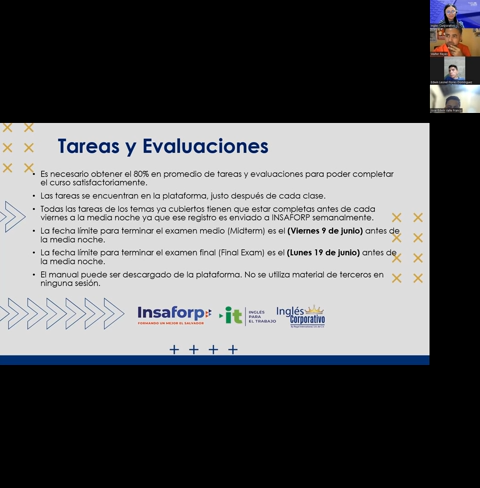 Tareas y Evaluaciones
• Es necesario obtener el 80% en promedio de tareas y evaluaciones para poder completar
el curso satisfactoriamente.
• Las tareas se encuentran en la plataforma, justo después de cada clase.
• Todas las tareas de los temas ya cubiertos tienen que estar completas antes de cada
viernes a la media noche ya que ese registro es enviado a INSAFORP semanalmente.
• La fecha límite para terminar el examen medio (Midterm) es el (Viernes 9 de junio) antes de
la media noche.
• La fecha límite para terminar el examen final (Final Exam) es el (Lunes 19 de junio) antes de
la media noche.
• El manual puede ser descargado de la plataforma. No se utiliza material de terceros en
ninguna sesión.
Insaforp
FORMANDO UN MEJOR EL SALVADOR
it
INGLÉS
PARA
EL TRABAJO
Inglés
Corporativo